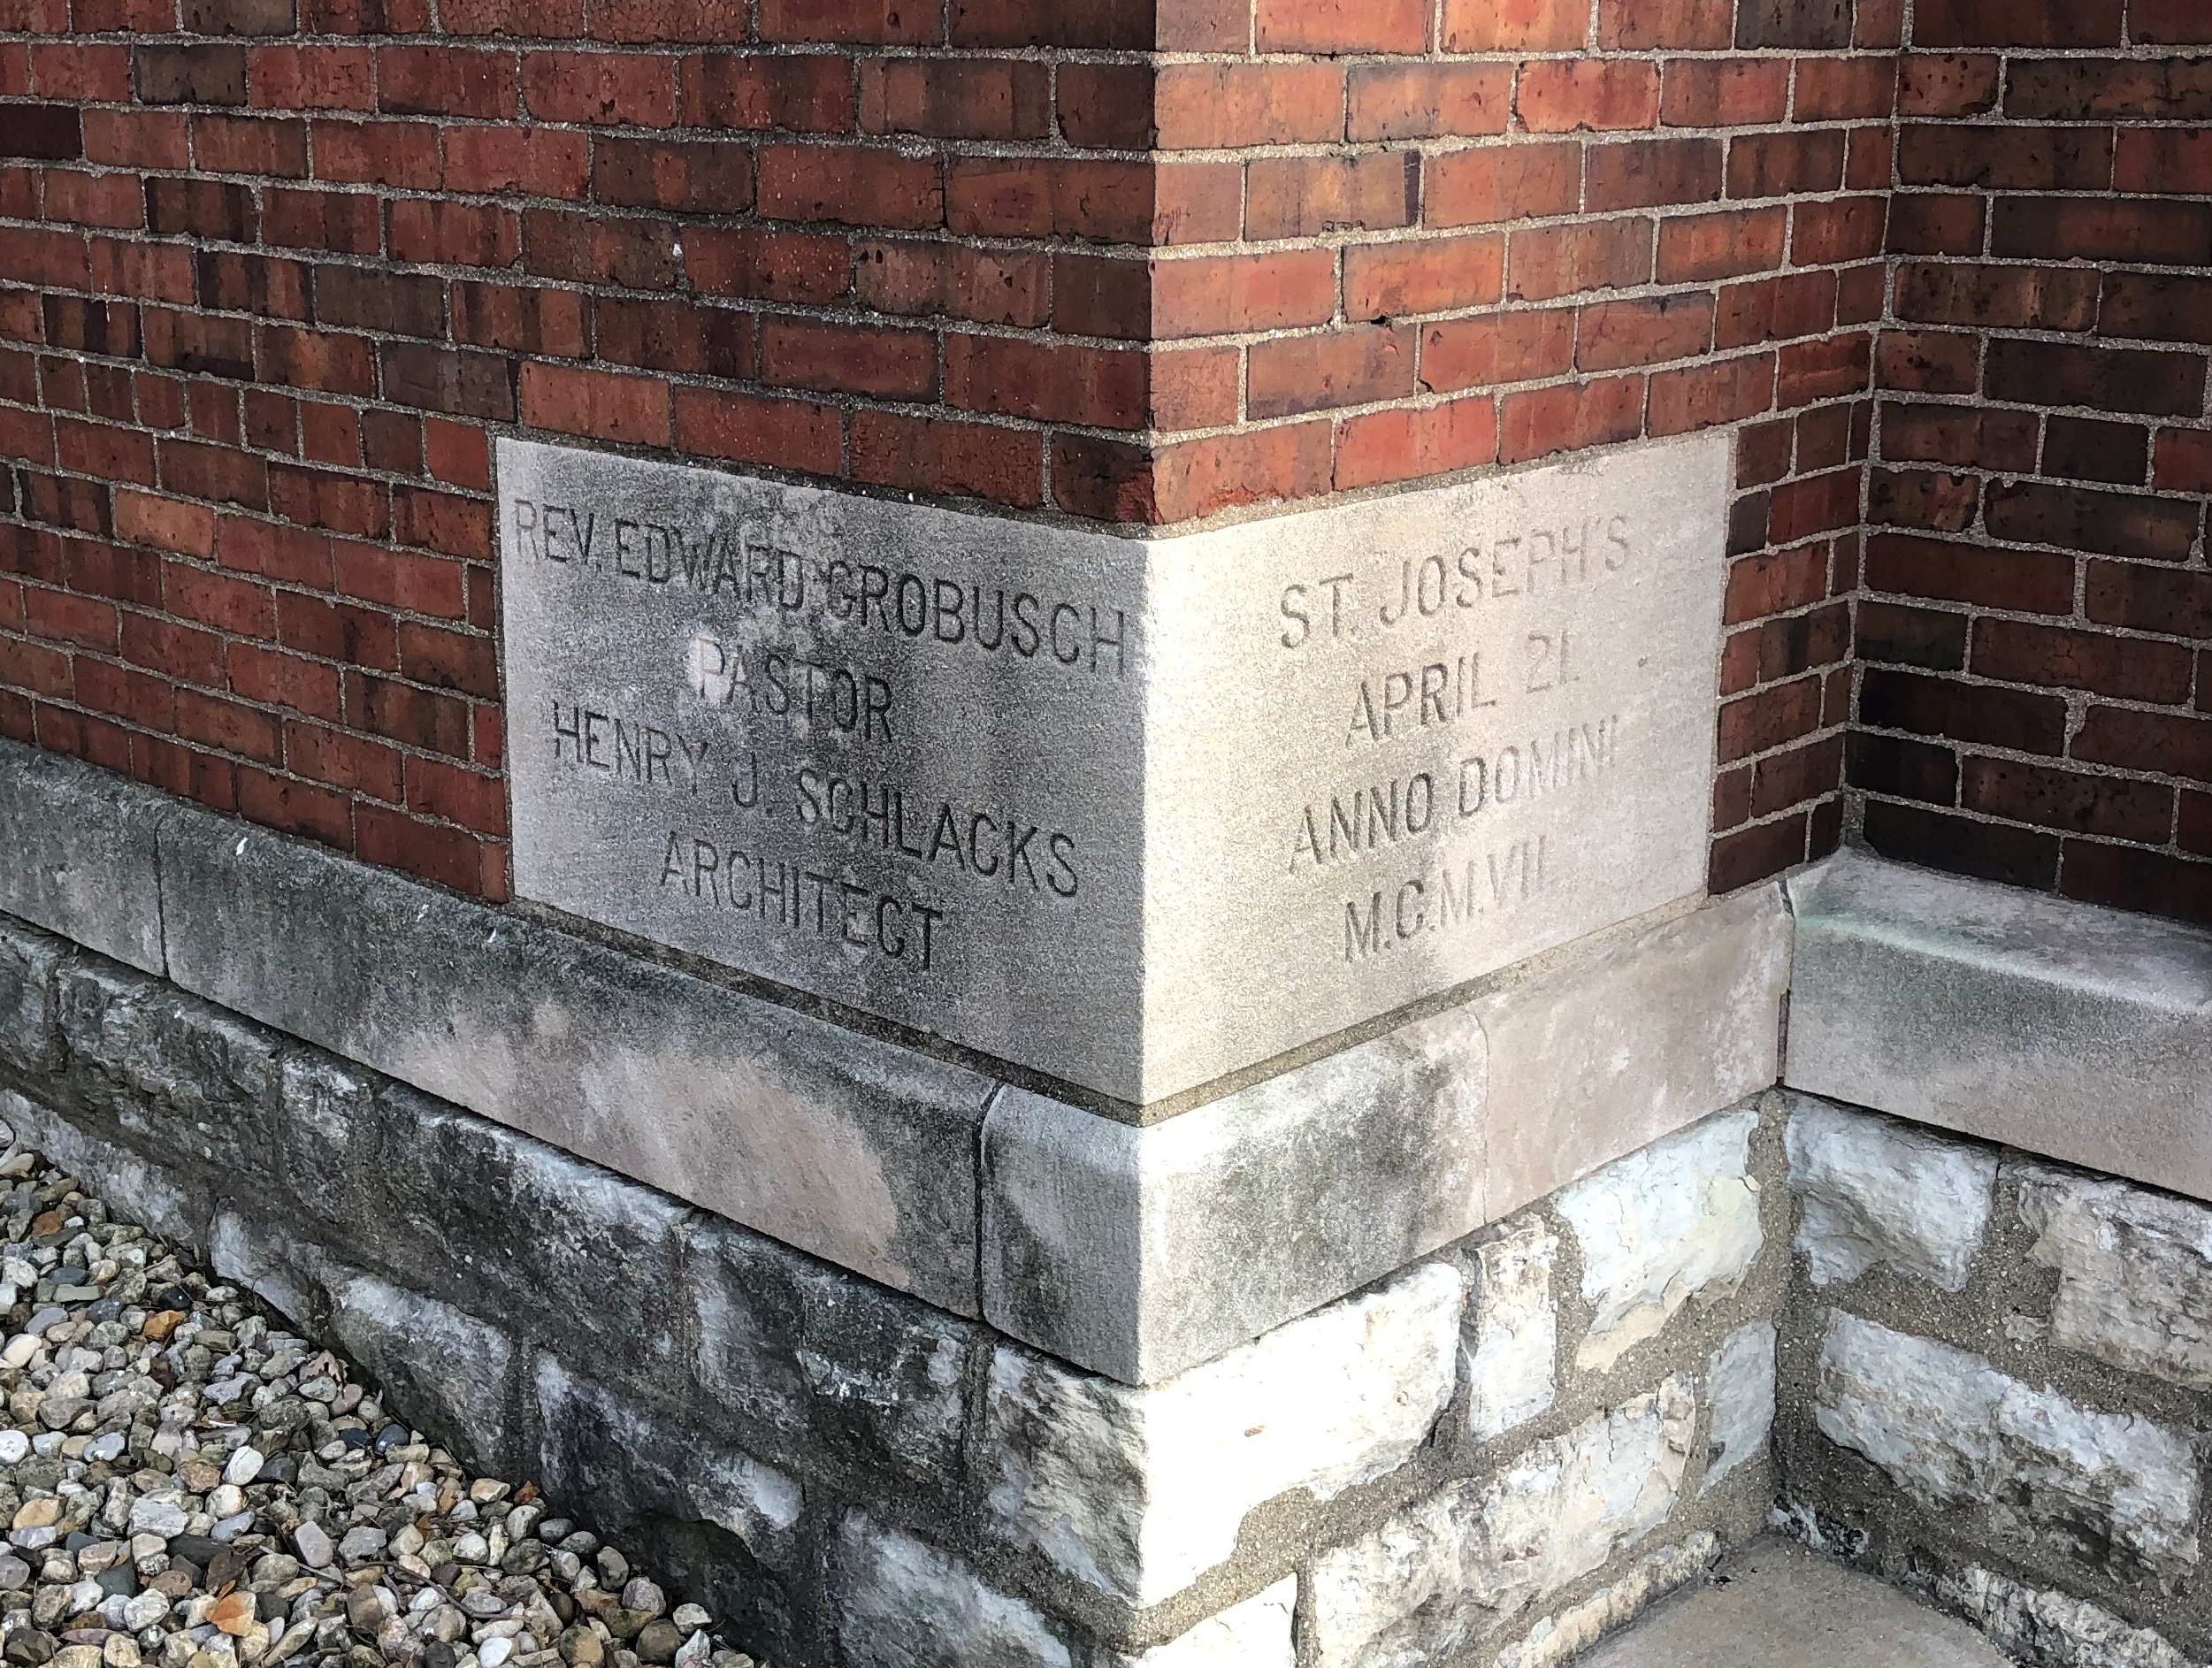 REV. EDWARD GROBUSCH
PASTOR
HENRY J. SCHLACKS
ARCHITECT
ST. JOSEPH'S
APRIL 21.
ANNO DOMINI
M.C.M.VII.